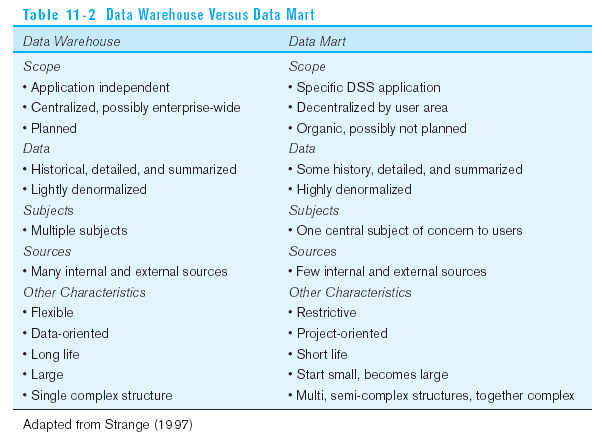 Table 11-2 Data Warehouse Versus Data Mart
Data Warehouse Data Mart
Scope Scope
• Application independent • Specific DSS application
• Centralized, possibly enterprise-wide • Decentralized by user area
• Planned • Organic, possibly not planned
Data Data
• Historical, detailed, and summarized • Some history, detailed, and summarized
• Lightly denormalized • Highly denormalized
Subjects Subjects
• Multiple subjects • One central subject of concern to users
Sources Sources
• Many internal and external sources • Few internal and external sources
Other Characteristics Other Characteristics
• Flexible • Restrictive
• Data-oriented • Project-oriented
• Long life • Short life
• Large • Start small, becomes large
• Single complex structure • Multi, semi-complex structures, together complex
Adapted from Strange (1997)